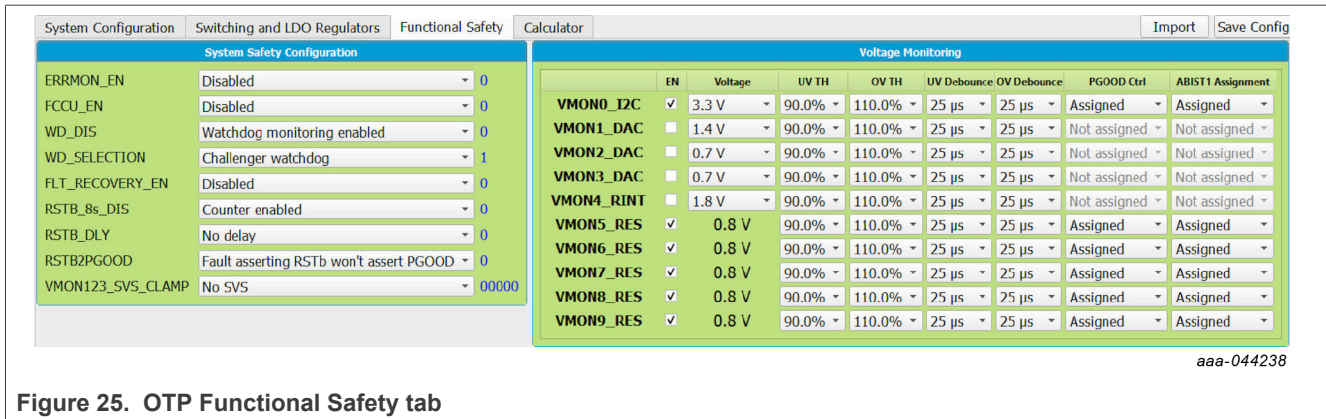 System Configuration Switching and LDO Regulators Functional Safety Calculator Import Save Config
System Safety Configuration
ERRMON_EN Disabled 0
FCCU_EN Disabled 0
WD_DIS Watchdog monitoring enabled 0
WD_SELECTION Challenger watchdog 1
FLT_RECOVERY_EN Disabled 0
RSTB_8s_DIS Counter enabled 0
RSTB_DLY No delay 0
RSTB2PGOOD Fault asserting RSTb won't assert PGOOD 0
VMON123_SVS_CLAMP No SVS 00000
Voltage Monitoring
EN Voltage UV TH OV TH UV Debounce OV Debounce PGOOD Ctrl ABIST1 Assignment
VMON0_I2C 3.3 V 90.0% 110.0% 25 µs 25 µs Assigned Assigned
VMON1_DAC 1.4 V 90.0% 110.0% 25 µs 25 µs Not assigned Not assigned
VMON2_DAC 0.7 V 90.0% 110.0% 25 µs 25 µs Not assigned Not assigned
VMON3_DAC 0.7 V 90.0% 110.0% 25 µs 25 µs Not assigned Not assigned
VMON4_RINT 1.8 V 90.0% 110.0% 25 µs 25 µs Not assigned Not assigned
VMON5_RES 0.8 V 90.0% 110.0% 25 µs 25 µs Assigned Assigned
VMON6_RES 0.8 V 90.0% 110.0% 25 µs 25 µs Assigned Assigned
VMON7_RES 0.8 V 90.0% 110.0% 25 µs 25 µs Assigned Assigned
VMON8_RES 0.8 V 90.0% 110.0% 25 µs 25 µs Assigned Assigned
VMON9_RES 0.8 V 90.0% 110.0% 25 µs 25 µs Assigned Assigned
aaa-044238
Figure 25. OTP Functional Safety tab